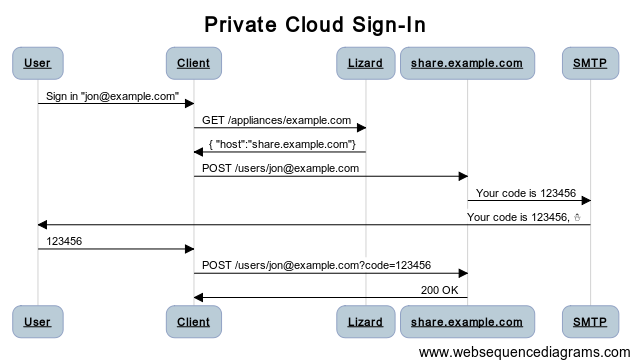 Private Cloud Sign-In
User Client Lizard share.example.com SMTP
Sign in "jon@example.com"
GET /appliances/example.com
{ "host":"share.example.com"}
POST /users/jon@example.com
Your code is 123456
Your code is 123456, ☃
123456
POST /users/jon@example.com?code=123456
200 OK
User Client Lizard share.example.com SMTP
www.websequencediagrams.com